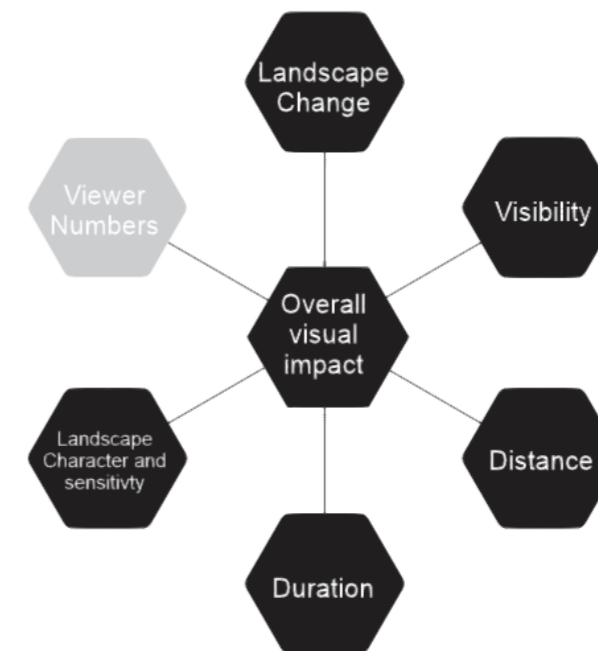 Landscape
Change
Viewer
Numbers
Visibility
Overall
visual
impact
Landscape
Character and
sensitivty
Distance
Duration